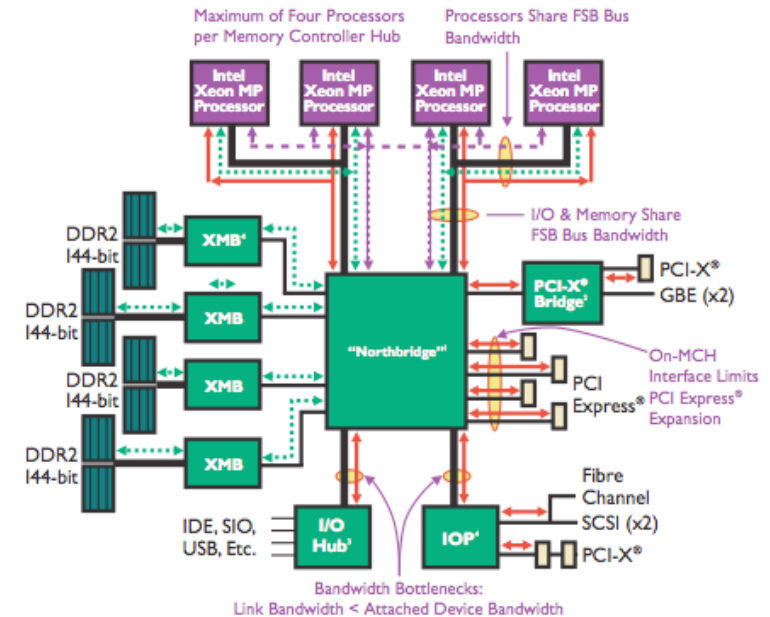 Maximum of Four Processors
per Memory Controller Hub
Processors Share FSB Bus
Bandwidth
Intel
Xeon MP
Processor
Intel
Xeon MP
Processor
Intel
Xeon MP
Processor
Intel
Xeon MP
Processor
I/O & Memory Share
FSB Bus Bandwidth
DDR2
144-bit
XMB⁴
DDR2
144-bit
XMB
DDR2
144-bit
XMB
DDR2
144-bit
XMB
"Northbridge"¹
PCI-X®
Bridge²
PCI-X®
GBE (x2)
PCI
Express®
On-MCH
Interface Limits
PCI Express®
Expansion
IDE, SIO,
USB, Etc.
I/O
Hub³
IOP⁴
Fibre
Channel
SCSI (x2)
PCI-X®
Bandwidth Bottlenecks:
Link Bandwidth < Attached Device Bandwidth